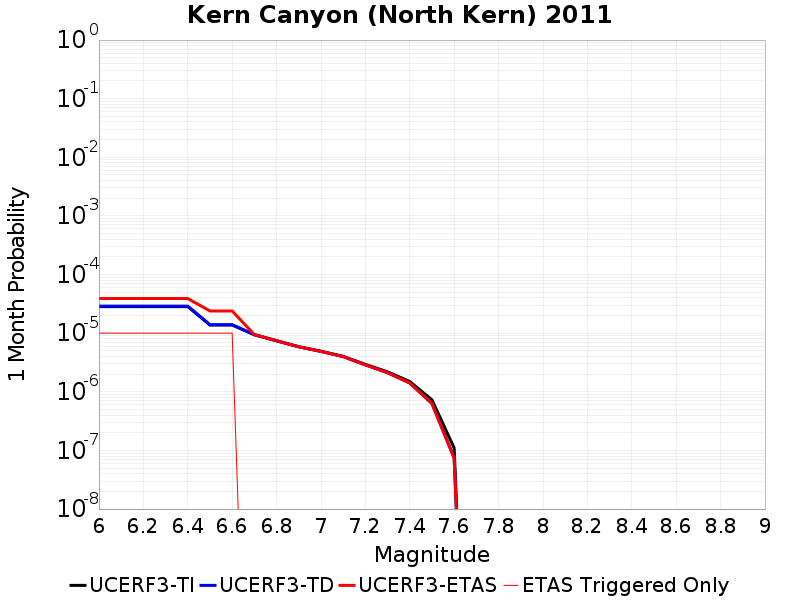 Kern Canyon (North Kern) 2011
1 Month Probability
10^0
10^-1
10^-2
10^-3
10^-4
10^-5
10^-6
10^-7
10^-8
6 6.2 6.4 6.6 6.8 7 7.2 7.4 7.6 7.8 8 8.2 8.4 8.6 8.8 9
Magnitude
UCERF3-TI UCERF3-TD UCERF3-ETAS ETAS Triggered Only